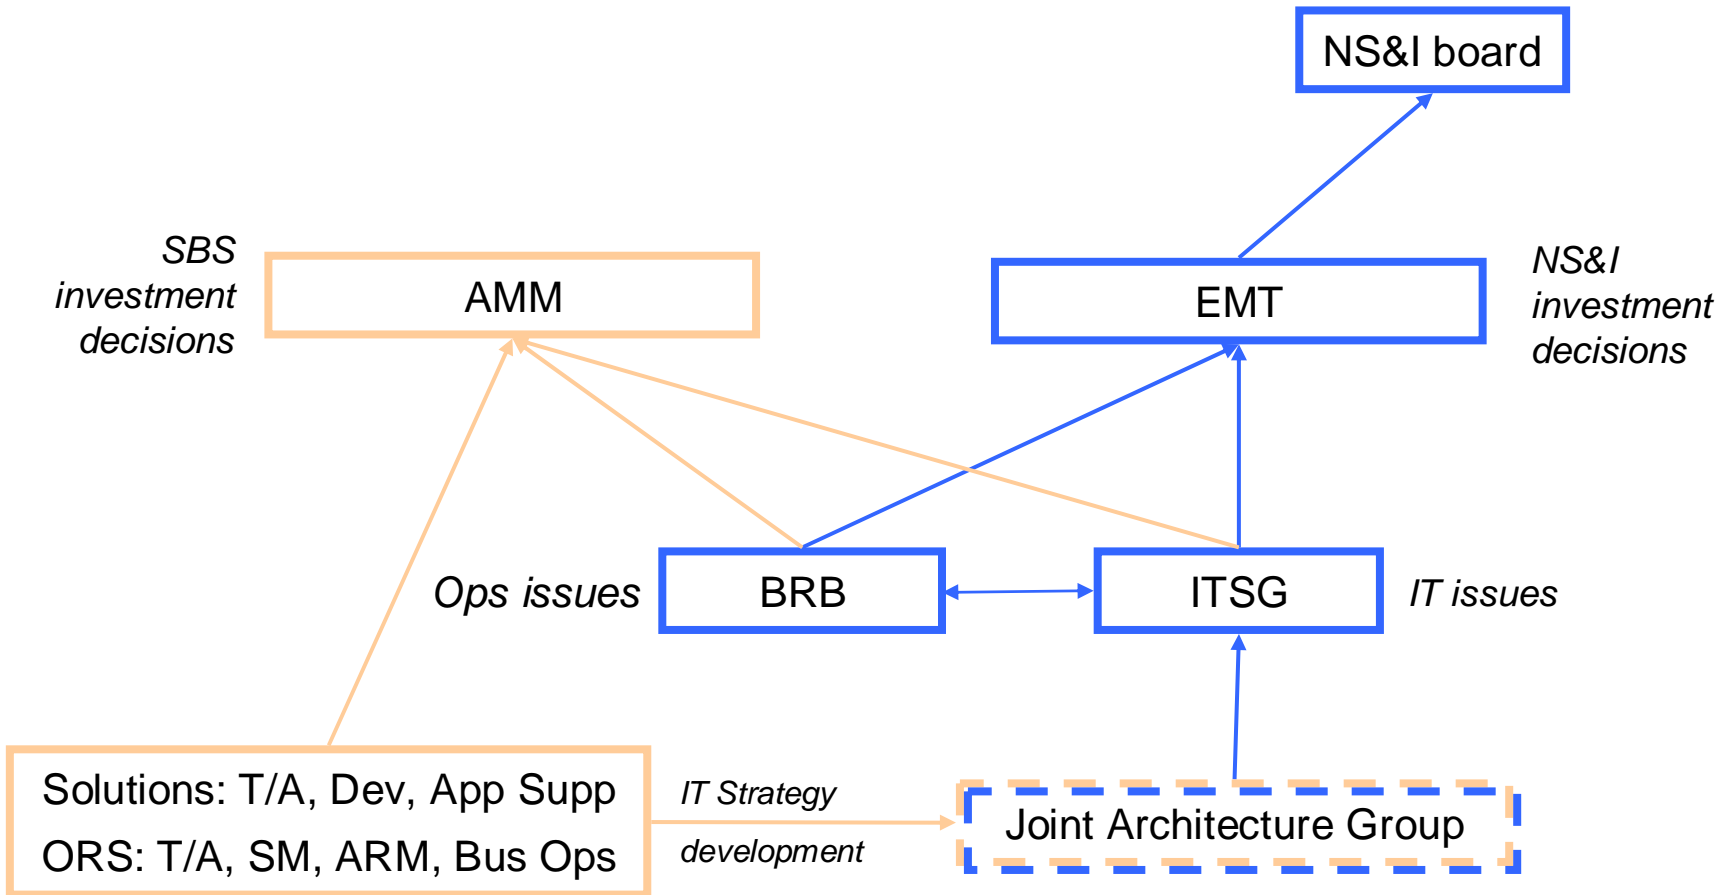 NS&I board
SBS
investment
decisions
AMM
EMT
NS&I
investment
decisions
Ops issues
BRB
ITSG
IT issues
Solutions: T/A, Dev, App Supp
ORS: T/A, SM, ARM, Bus Ops
IT Strategy
development
Joint Architecture Group